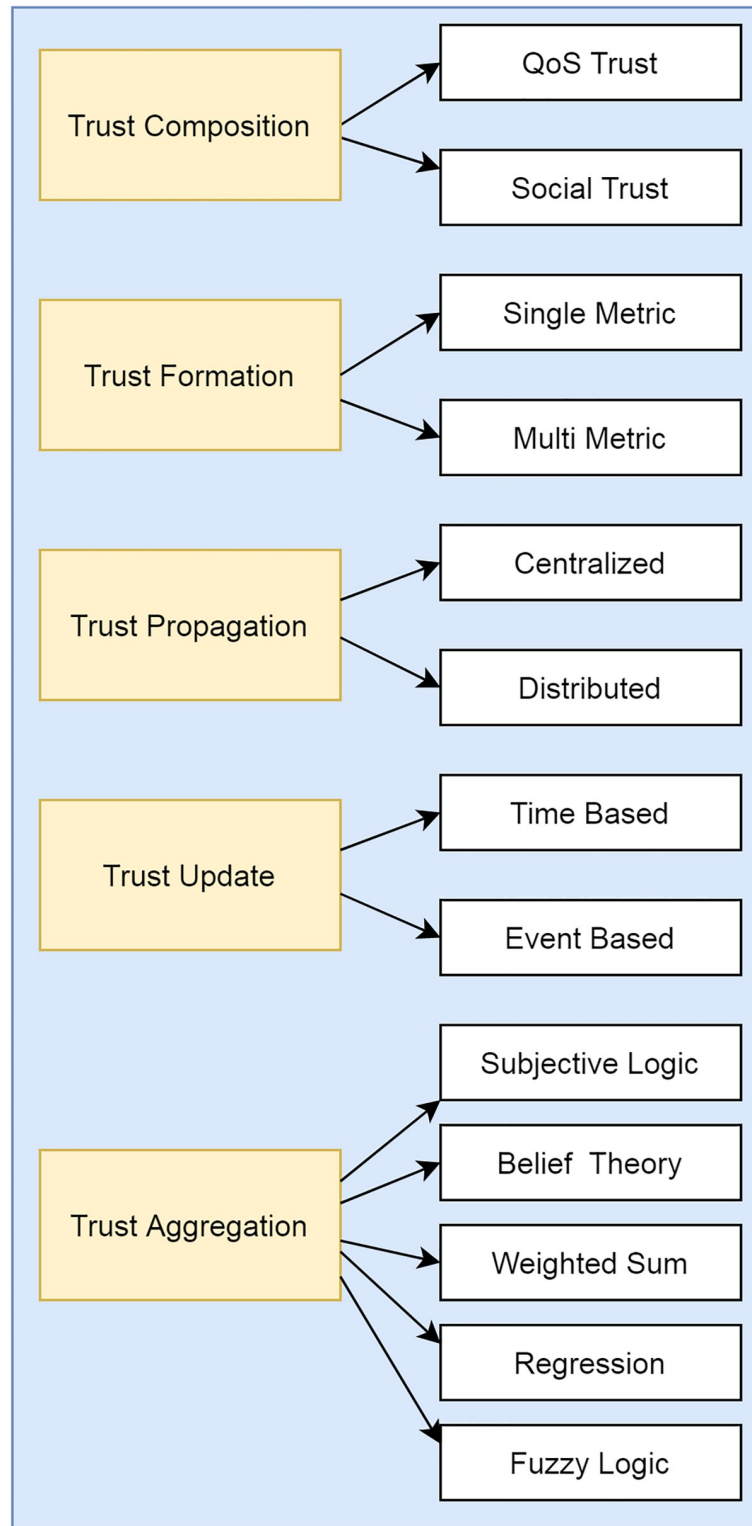 Trust Composition
QoS Trust
Social Trust
Trust Formation
Single Metric
Multi Metric
Trust Propagation
Centralized
Distributed
Trust Update
Time Based
Event Based
Trust Aggregation
Subjective Logic
Belief  Theory
Weighted Sum
Regression
Fuzzy Logic